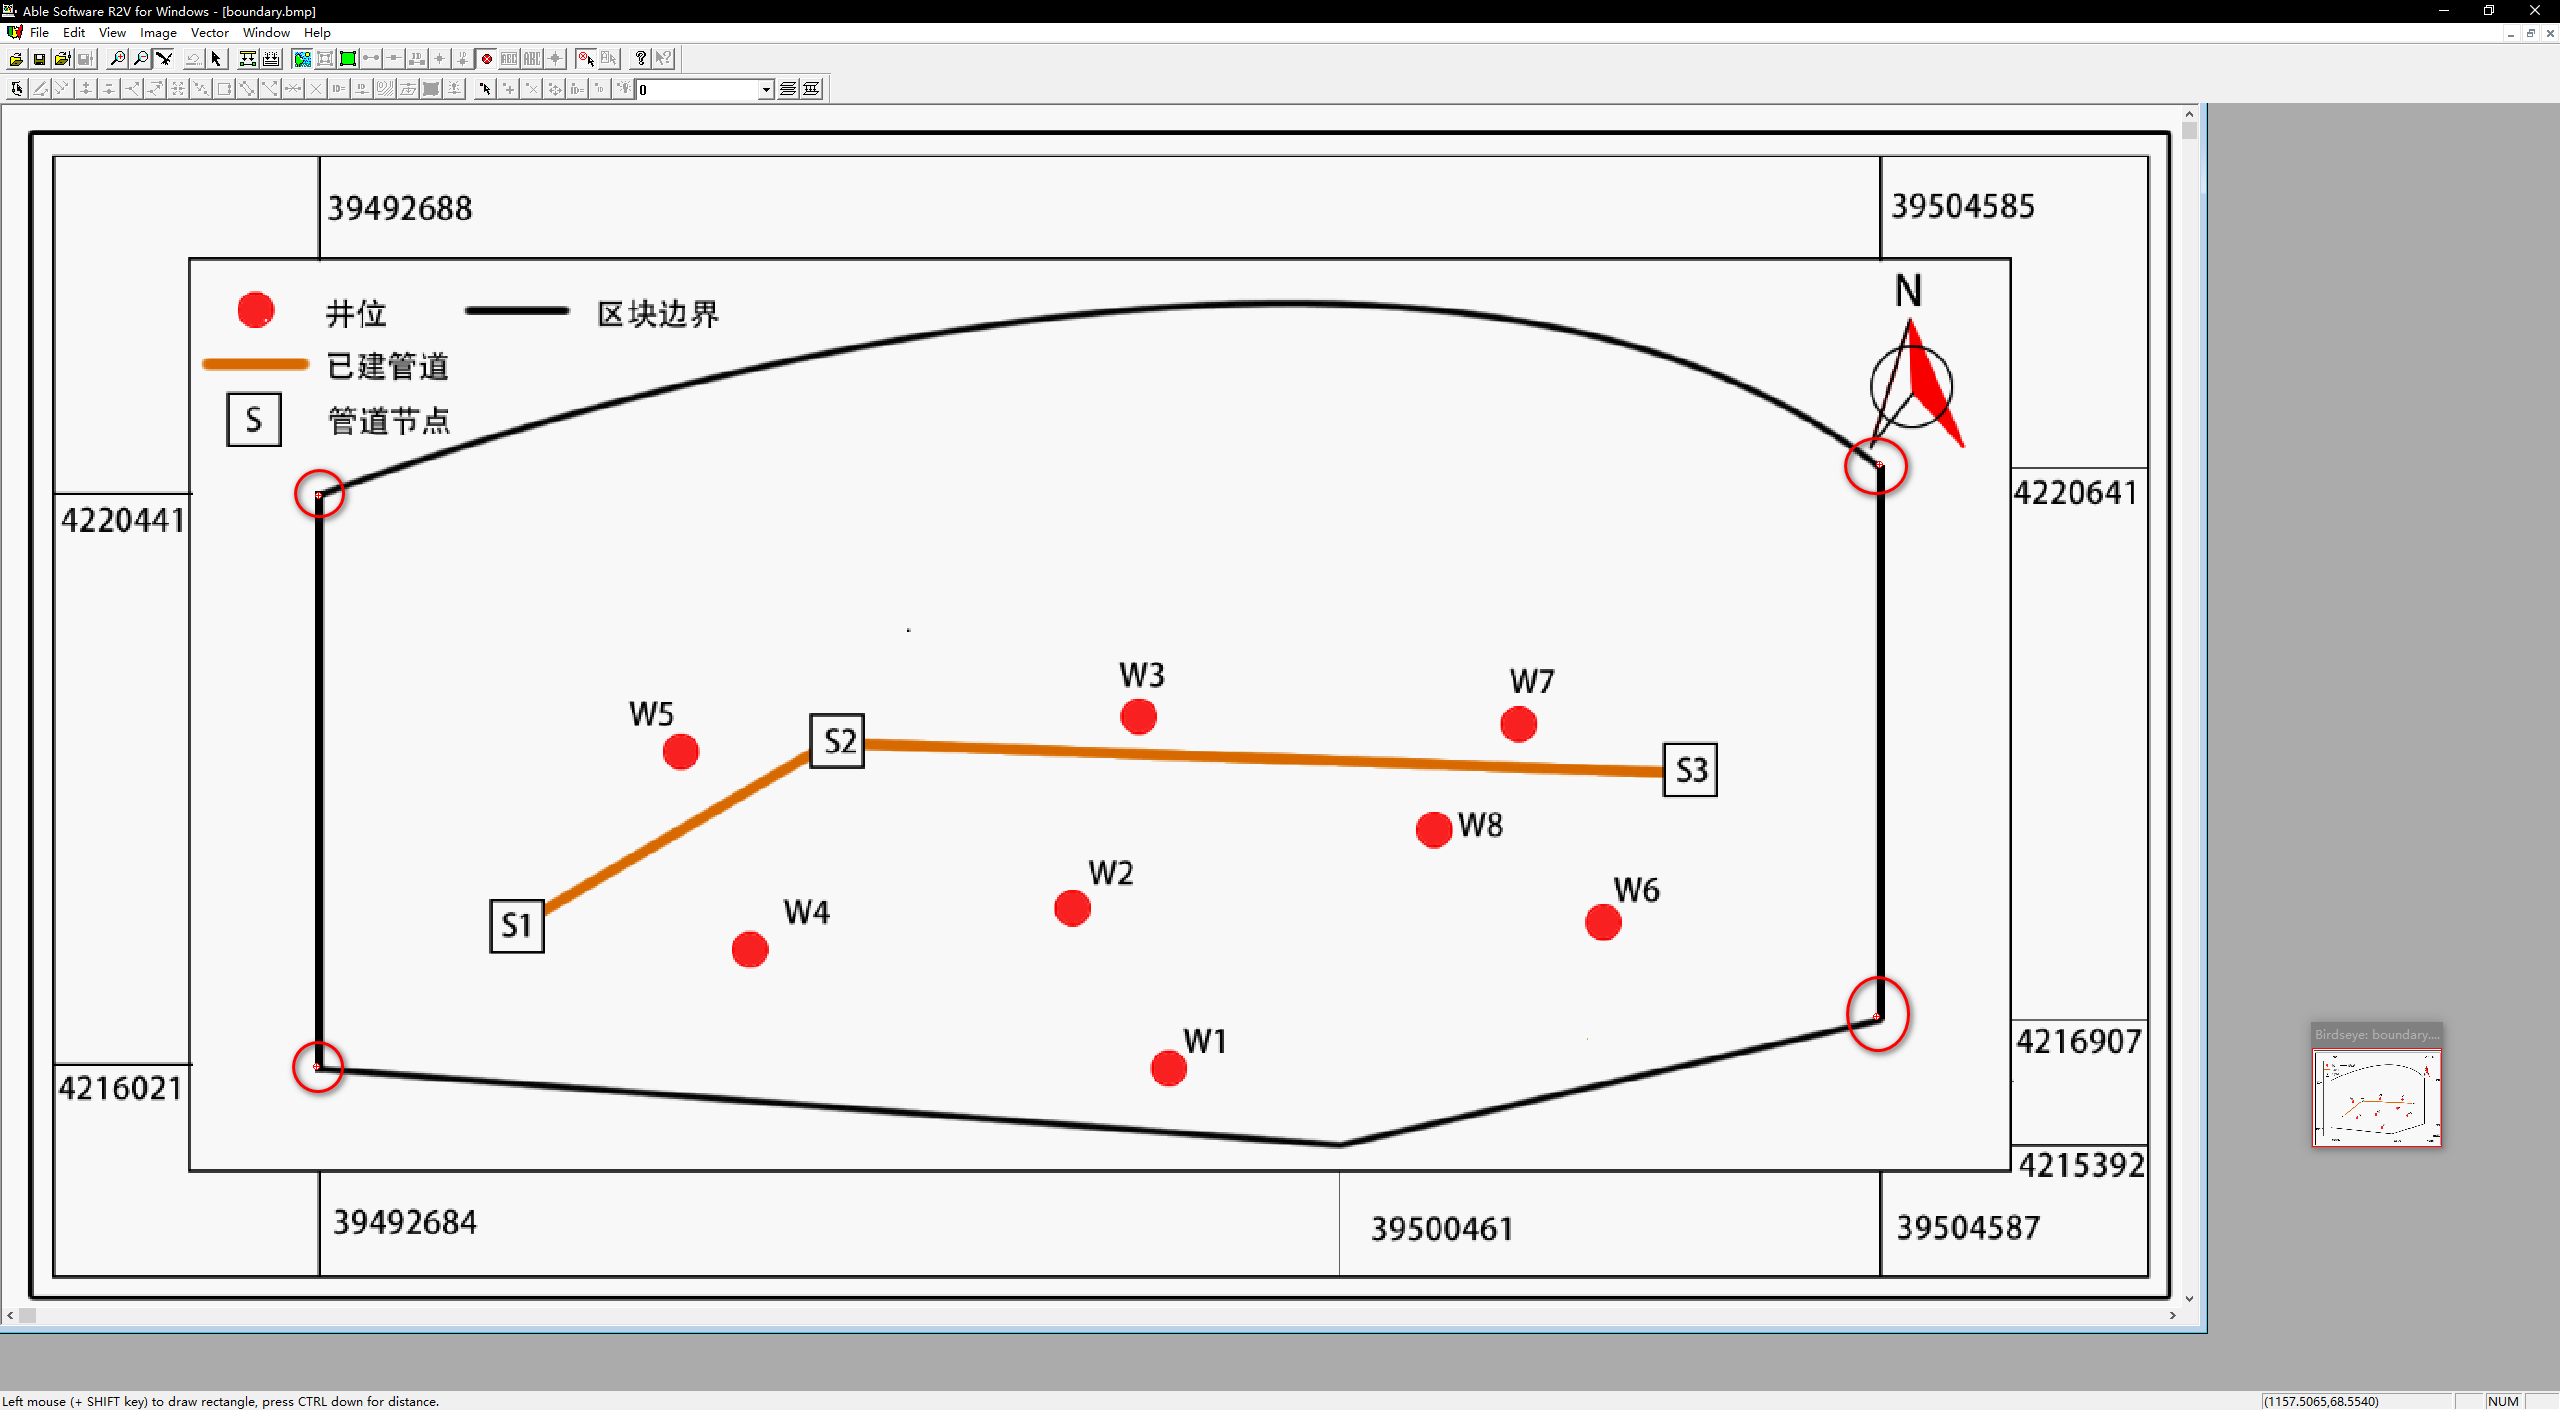 Able Software R2V for Windows - [boundary.bmp]
File Edit View Image Vector Window Help
0
39492688
39504585
N
井位
区块边界
已建管道
S
管道节点
4220441
4220641
W3
W7
W5
S2
S3
W8
W2
W6
W4
S1
W1
4216021
4216907
4215392
39492684
39500461
39504587
Birdseye: boundary....
Left mouse (+ SHIFT key) to draw rectangle, press CTRL down for distance.
(1157.5065,68.5540)
NUM